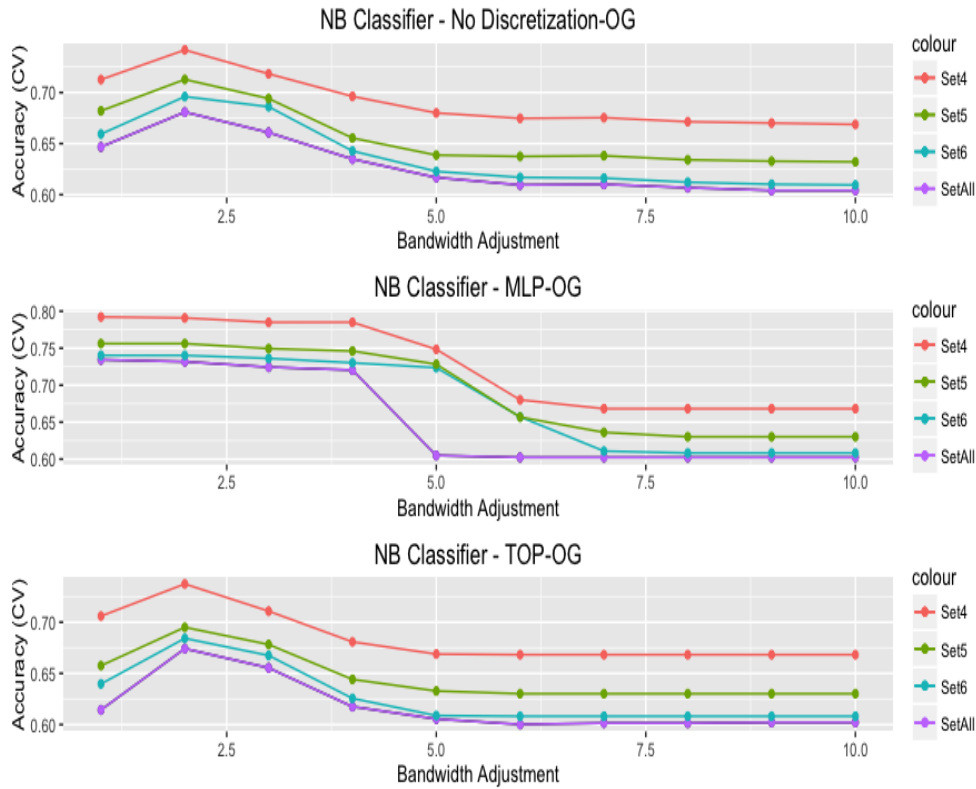 NB Classifier - No Discretization-OG
Accuracy (CV)
0.70
0.65
0.60
2.5 5.0 7.5 10.0
Bandwidth Adjustment
colour
Set4
Set5
Set6
SetAll
NB Classifier - MLP-OG
Accuracy (CV)
0.80
0.75
0.70
0.65
0.60
2.5 5.0 7.5 10.0
Bandwidth Adjustment
colour
Set4
Set5
Set6
SetAll
NB Classifier - TOP-OG
Accuracy (CV)
0.70
0.65
0.60
2.5 5.0 7.5 10.0
Bandwidth Adjustment
colour
Set4
Set5
Set6
SetAll